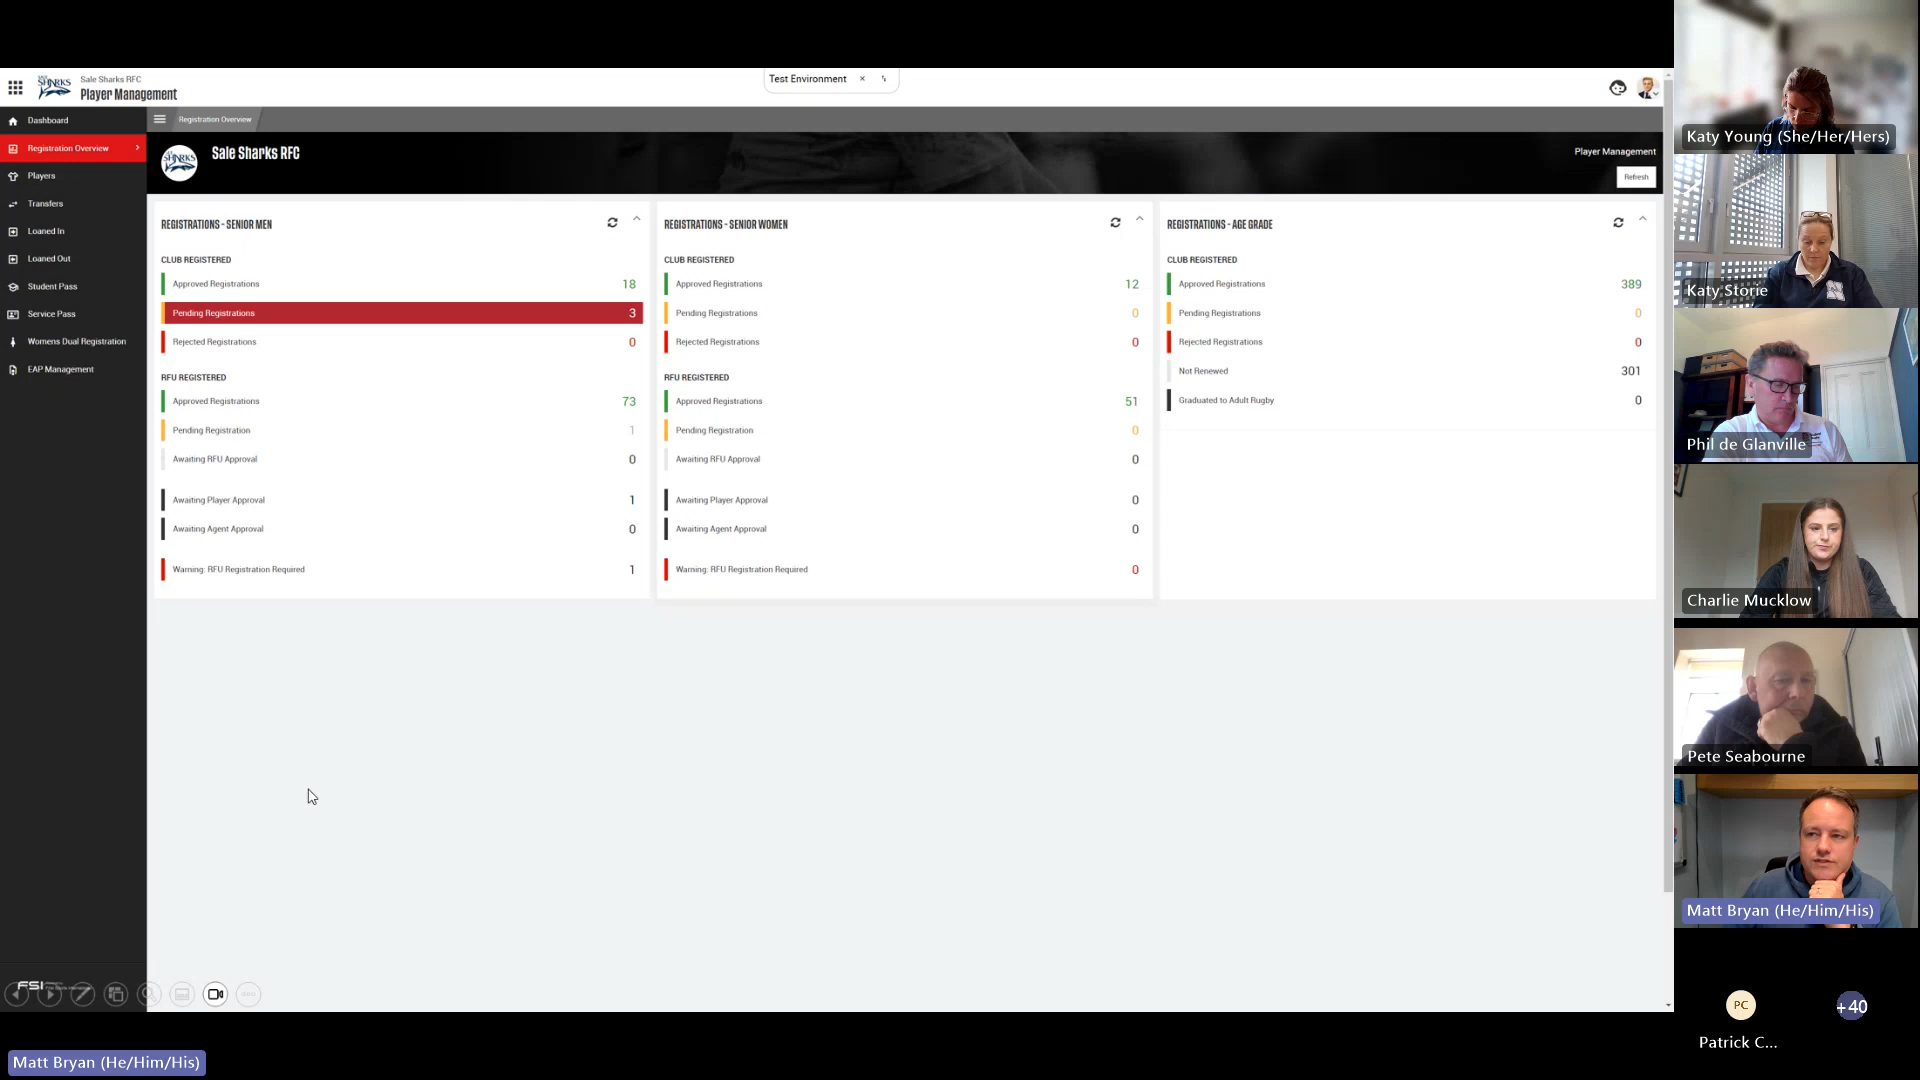 Sale Sharks RFC
Player Management
Test Environment
SHARKS
Dashboard
Registration Overview
Players
Transfers
Loaned In
Loaned Out
Student Pass
Service Pass
Womens Dual Registration
EAP Management
FSI
Registration Overview
SHARKS
Sale Sharks RFC
Player Management
Refresh
REGISTRATIONS - SENIOR MEN
CLUB REGISTERED
Approved Registrations 18
Pending Registrations 3
Rejected Registrations 0
RFU REGISTERED
Approved Registrations 73
Pending Registration 1
Awaiting RFU Approval 0
Awaiting Player Approval 1
Awaiting Agent Approval 0
Warning: RFU Registration Required 1
REGISTRATIONS - SENIOR WOMEN
CLUB REGISTERED
Approved Registrations 12
Pending Registrations 0
Rejected Registrations 0
RFU REGISTERED
Approved Registrations 51
Pending Registration 0
Awaiting RFU Approval 0
Awaiting Player Approval 0
Awaiting Agent Approval 0
Warning: RFU Registration Required 0
REGISTRATIONS - AGE GRADE
CLUB REGISTERED
Approved Registrations 389
Pending Registrations 0
Rejected Registrations 0
Not Renewed 301
Graduated to Adult Rugby 0
Katy Young (She/Her/Hers)
Katy Storie
Phil de Glanville
Charlie Mucklow
Pete Seabourne
Matt Bryan (He/Him/His)
PC
+40
Patrick C...
Matt Bryan (He/Him/His)